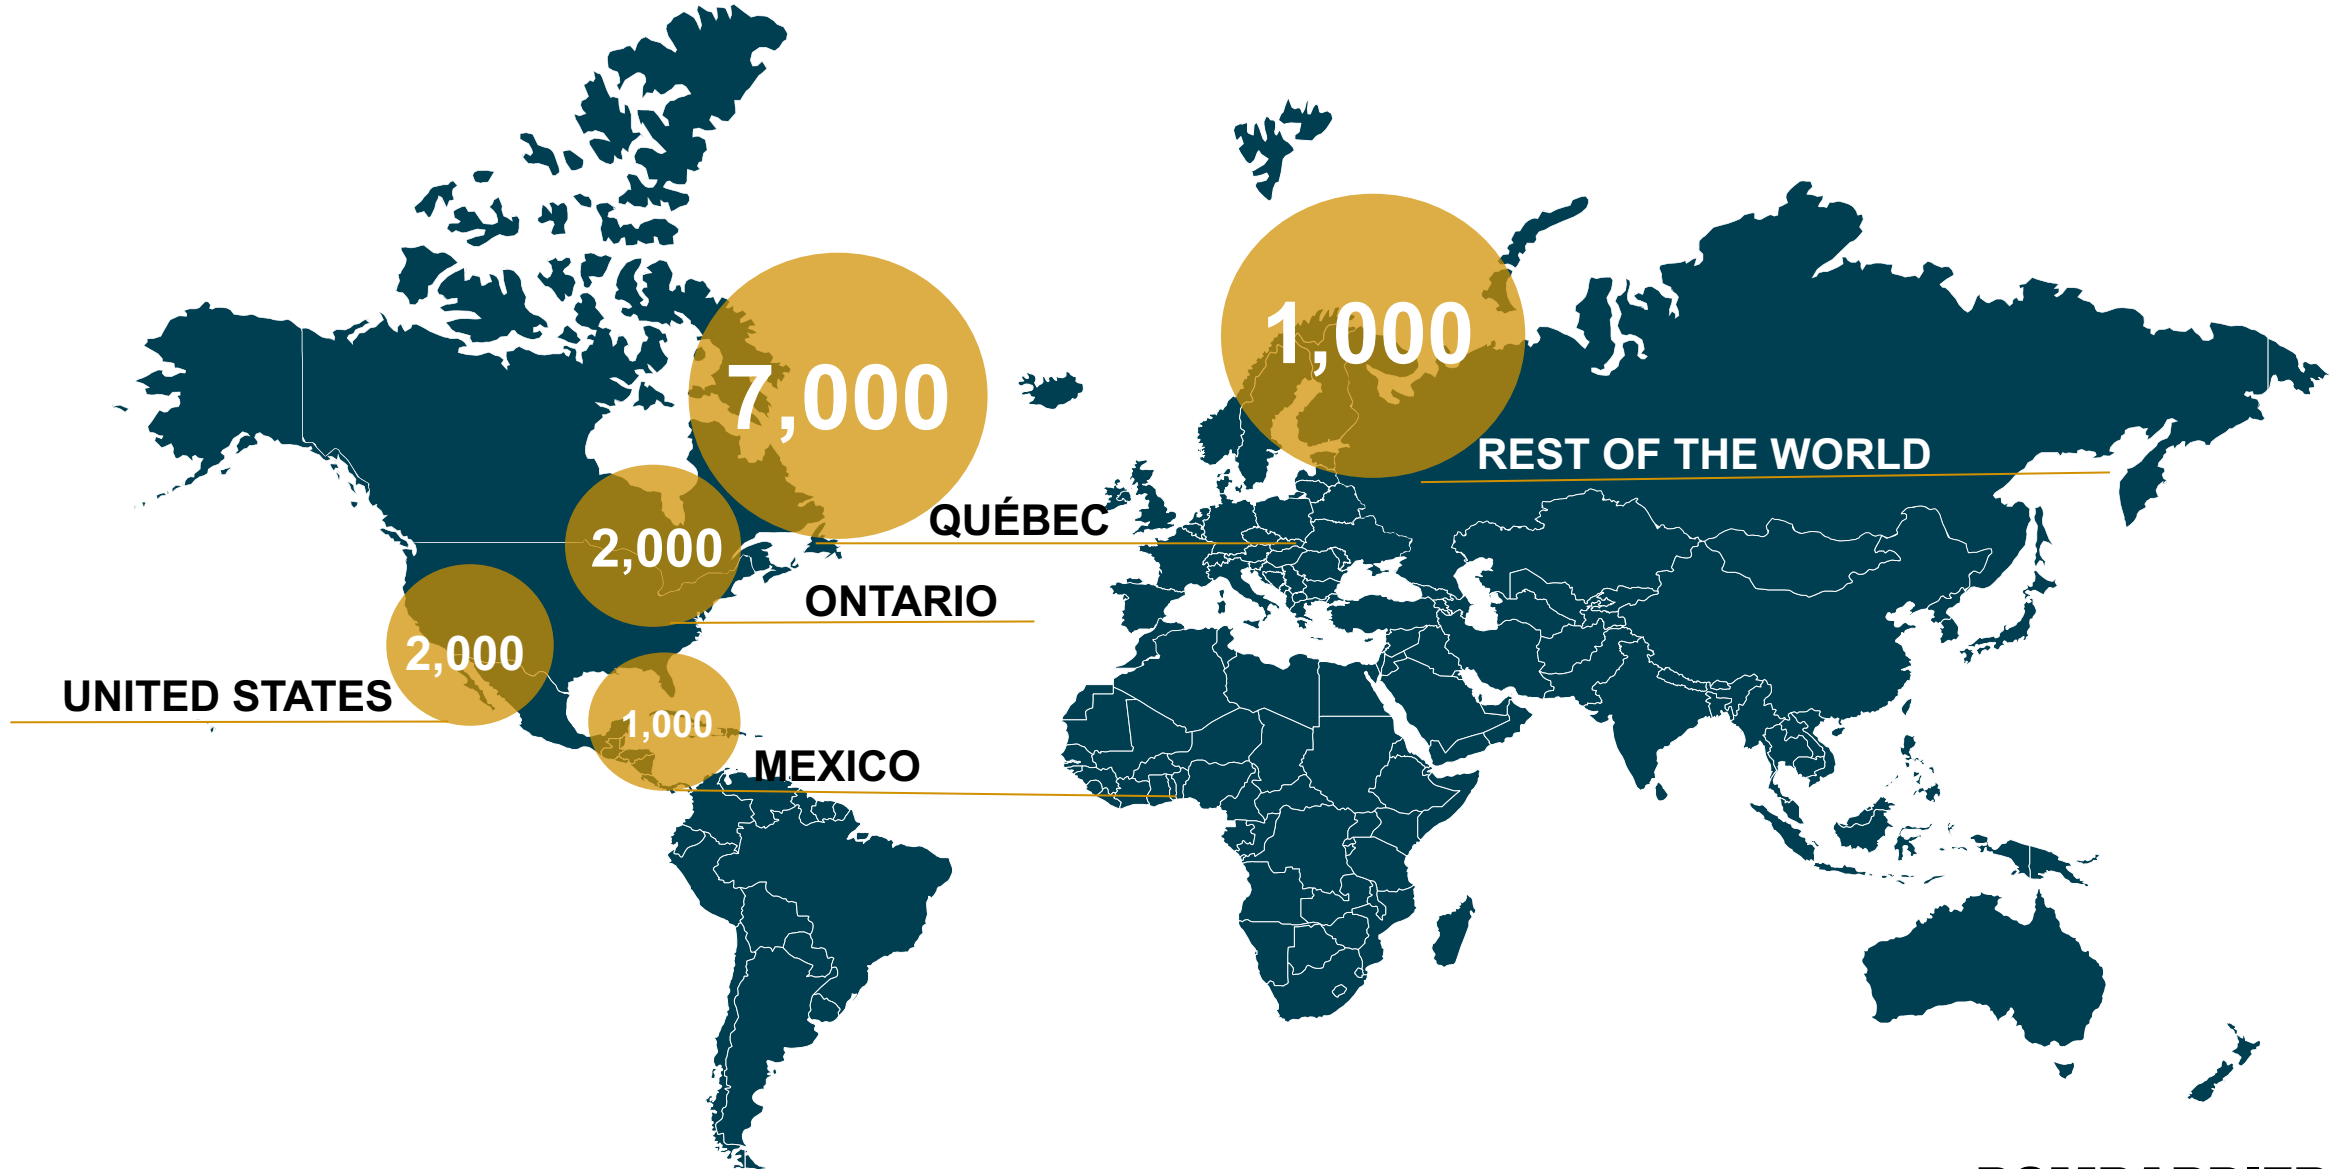 1,000
7,000
REST OF THE WORLD
QUÉBEC
2,000
ONTARIO
2,000
UNITED STATES
1,000
MEXICO